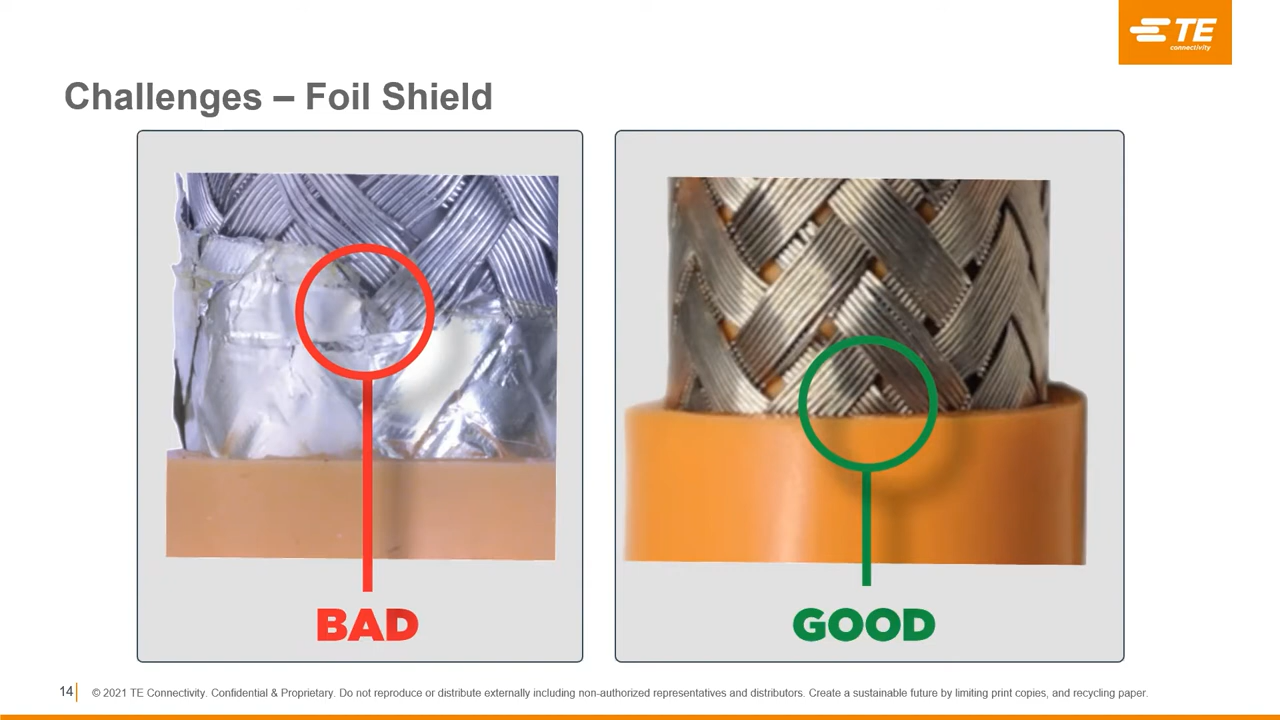 TE
connectivity
Challenges – Foil Shield
BAD
GOOD
14
© 2021 TE Connectivity. Confidential & Proprietary. Do not reproduce or distribute externally including non-authorized representatives and distributors. Create a sustainable future by limiting print copies, and recycling paper.